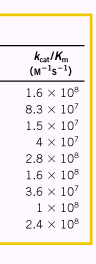 kcat/Km
(M⁻¹s⁻¹)
1.6 × 10⁸
8.3 × 10⁷
1.5 × 10⁷
4 × 10⁷
2.8 × 10⁸
1.6 × 10⁸
3.6 × 10⁷
1 × 10⁸
2.4 × 10⁸